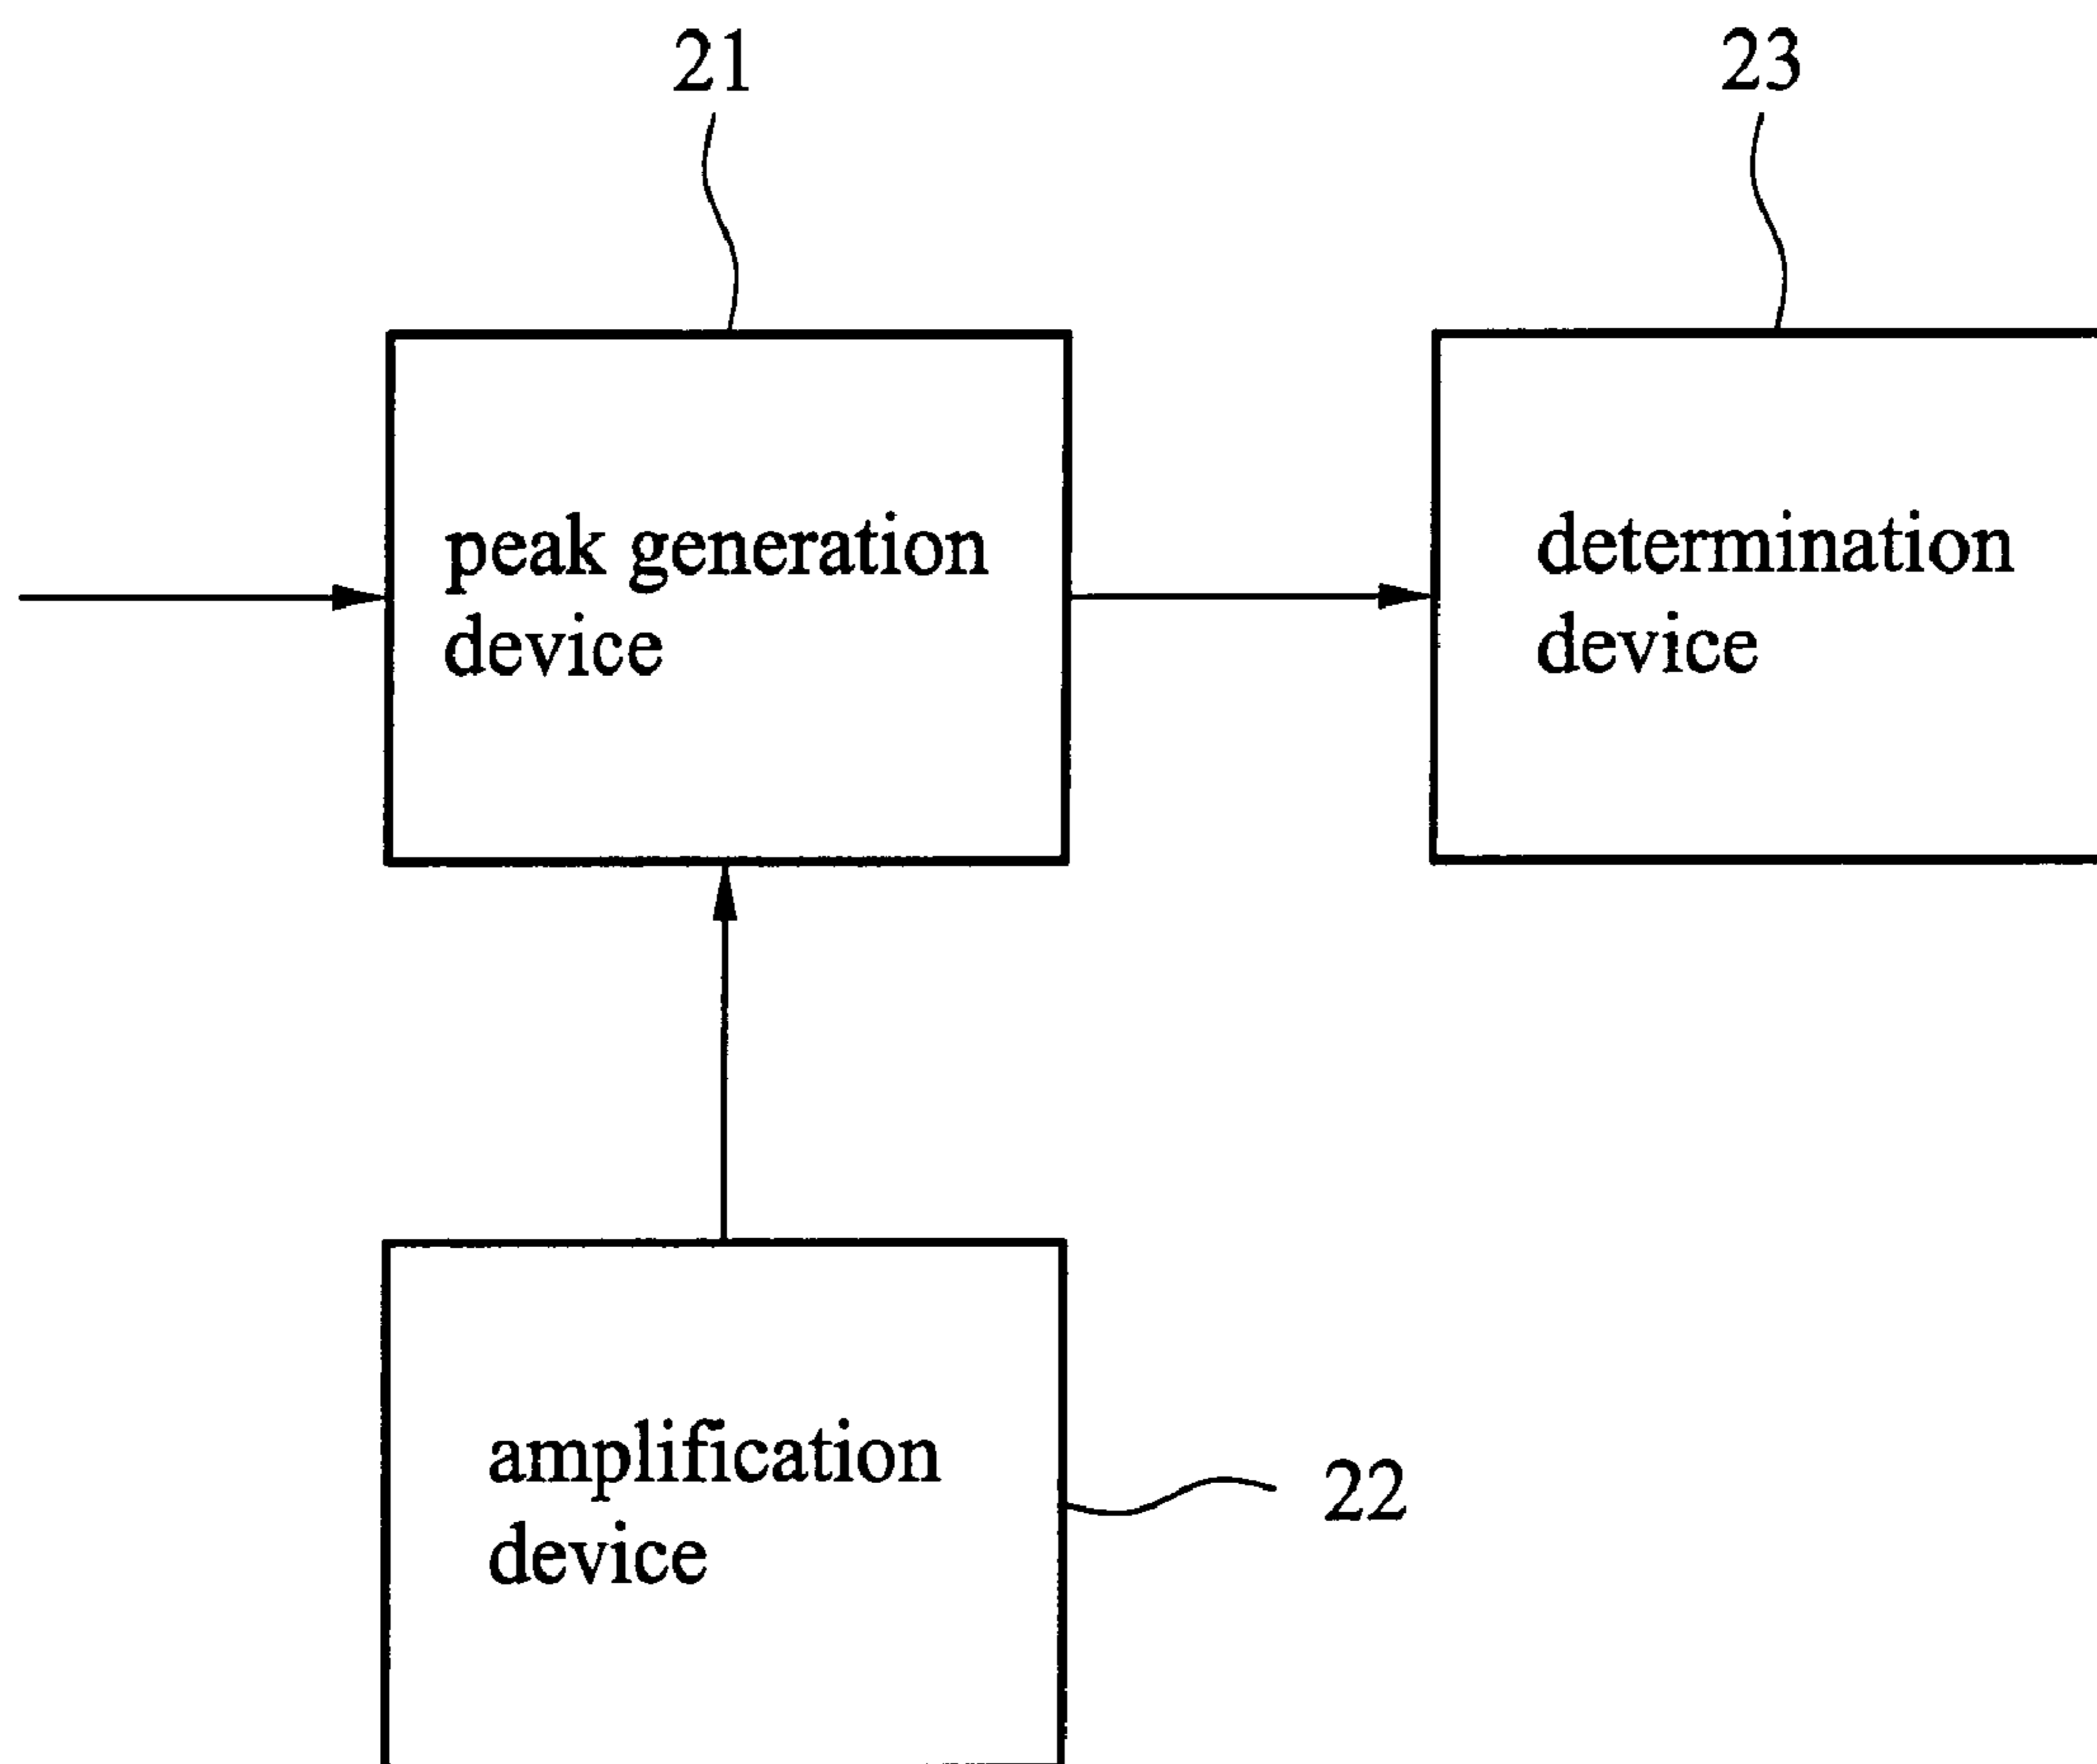 21
23
peak generation
device
determination
device
amplification
device
22